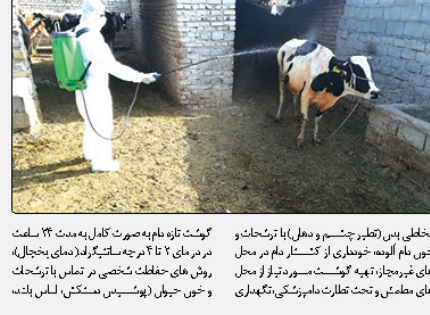 مخاطی بدن (نظیر چشم و دهان) با ترشحات و
خون دام آلوده، خودداری از کشتار دام در محل
های غیرمجاز، تهیه گوشت مورد نیاز از محل
های مطمئن و تحت نظارت دامپزشکی، نگهداری
گوشت تازه دام به صورت کامل به مدت ۲۴ ساعت
در دمای ۲ تا ۴ درجه سانتیگراد (دمای یخچال)،
روش های حفاظت شخصی در تماس با ترشحات
و خون حیوان (پوشیدن دستکش، لباس بلند،